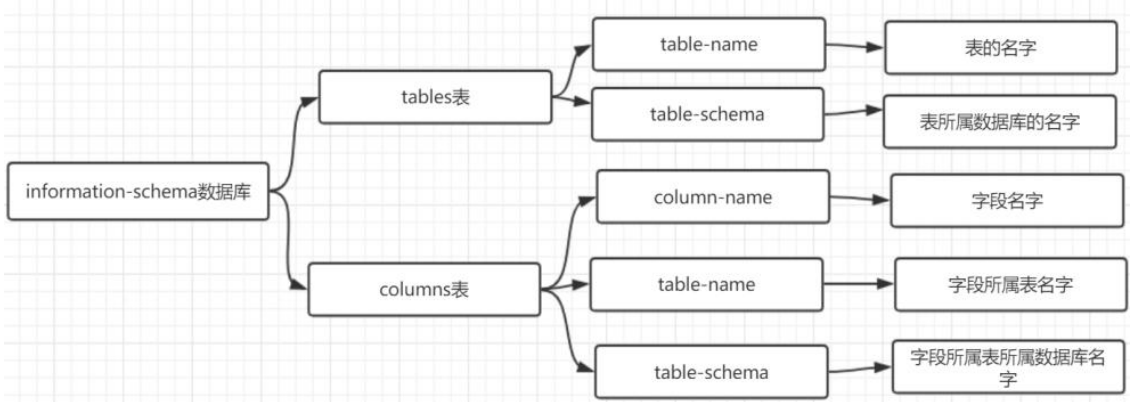 information-schema数据库
tables表
table-name
表的名字
table-schema
表所属数据库的名字
columns表
column-name
字段名字
table-name
字段所属表名字
table-schema
字段所属表所属数据库名
字